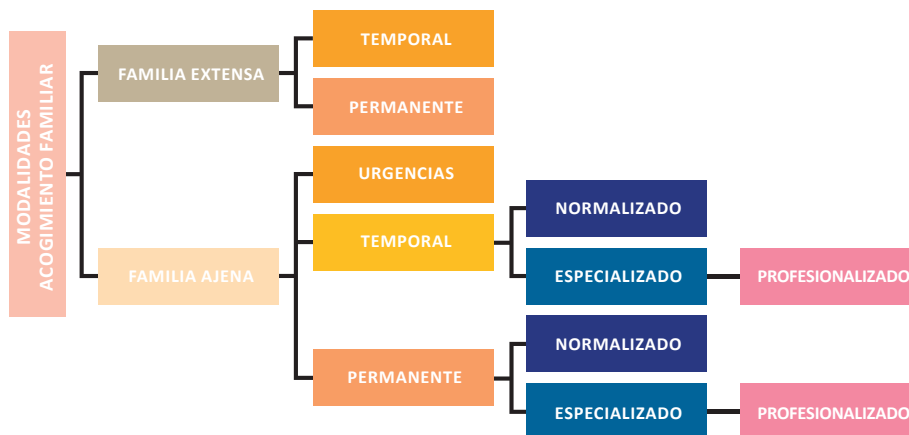 MODALIDADES
ACOGIMIENTO FAMILIAR
FAMILIA EXTENSA
TEMPORAL
PERMANENTE
FAMILIA AJENA
URGENCIAS
TEMPORAL
NORMALIZADO
ESPECIALIZADO
PROFESIONALIZADO
PERMANENTE
NORMALIZADO
ESPECIALIZADO
PROFESIONALIZADO